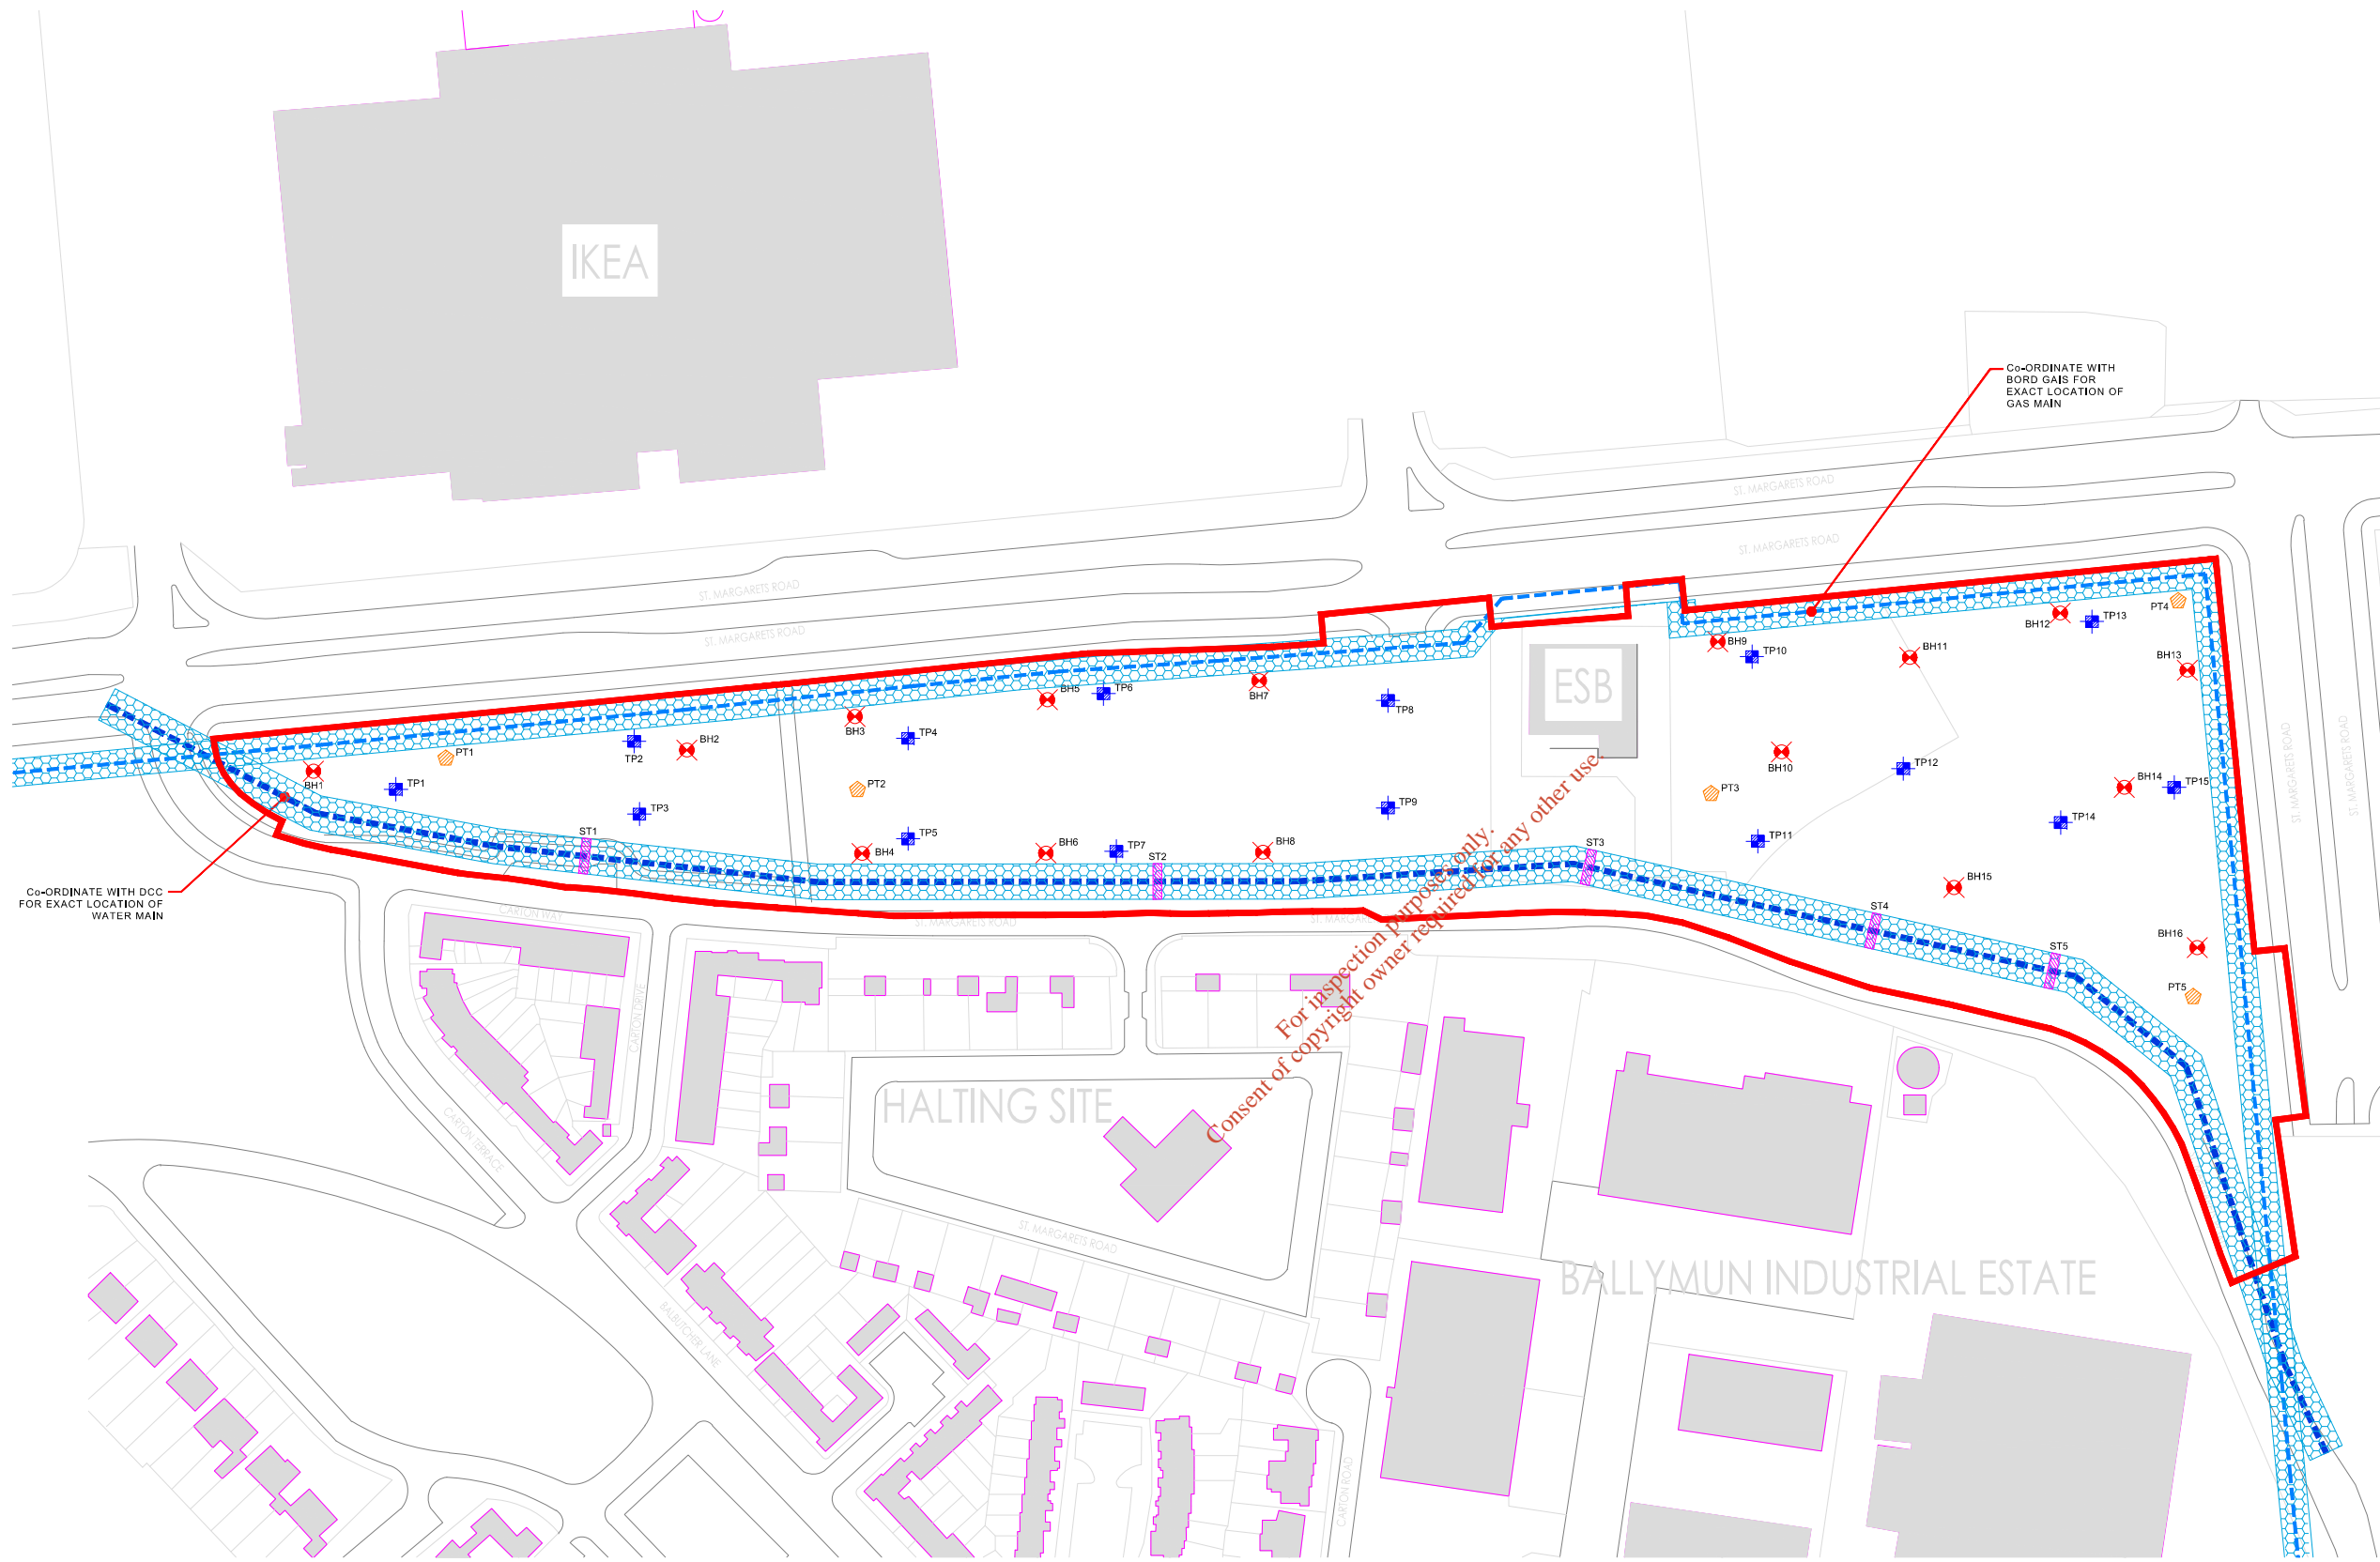 IKEA
Co-ORDINATE WITH
BORD GAIS FOR
EXACT LOCATION OF
GAS MAIN
ST. MARGARETS ROAD
ST. MARGARETS ROAD
ST. MARGARETS ROAD
ST. MARGARETS ROAD
PT4
BH12
TP13
BH9
TP10
BH11
BH13
ESB
BH5
TP6
BH7
TP8
BH3
TP4
BH2
TP2
PT1
BH1
TP1
TP3
PT2
BH10
PT3
TP12
BH14
TP15
TP14
TP9
TP11
ST1
BH4
TP5
BH6
TP7
ST2
BH8
ST3
BH15
ST4
ST5
BH16
PT5
ST. MARGARETS ROAD
ST. MARGARETS ROAD
Co-ORDINATE WITH DCC
FOR EXACT LOCATION OF
WATER MAIN
CARTON WAY
ST. MARGARETS ROAD
ST. MARGARE
For inspection purposes only.
Consent of copyright owner required for any other use.
CARTON DRIVE
CARTON TERRACE
HALTING SITE
ST. MARGARETS ROAD
BALBUTCHER LANE
BALLYMUN INDUSTRIAL ESTATE
CARTON ROAD